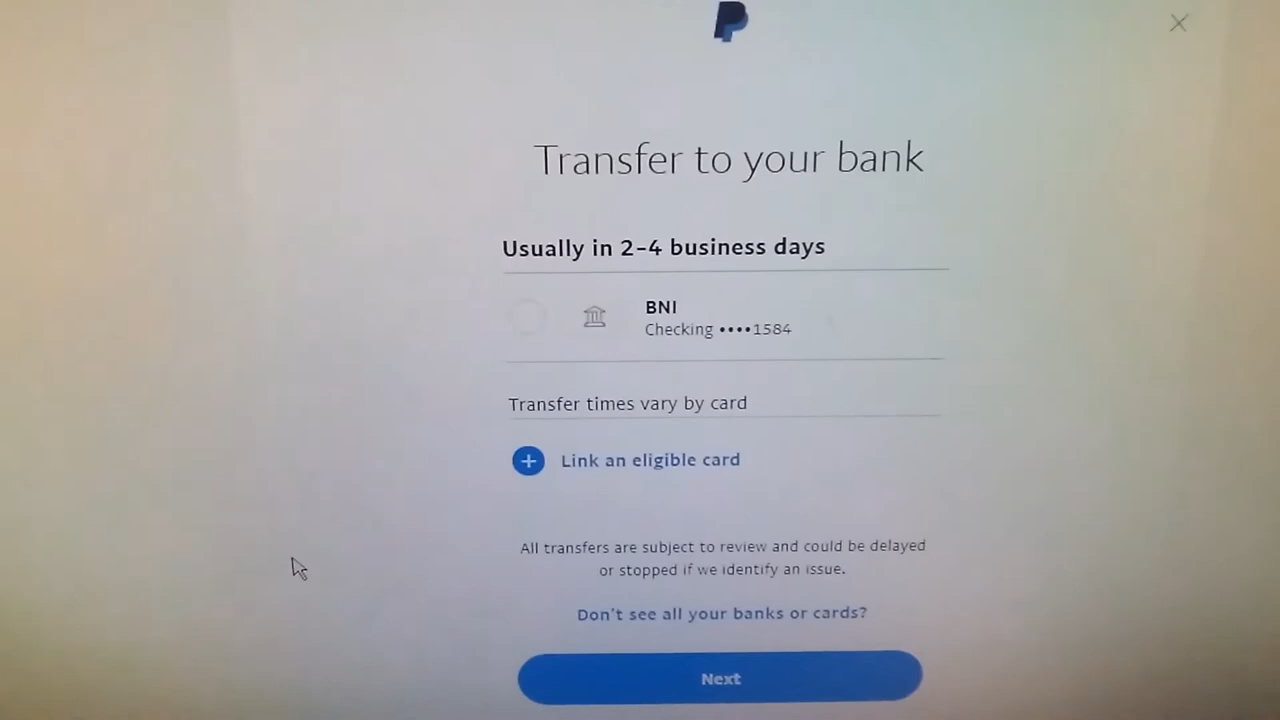 Transfer to your bank
Usually in 2-4 business days
BNI
Checking ••••1584
Transfer times vary by card
Link an eligible card
All transfers are subject to review and could be delayed
or stopped if we identify an issue.
Don't see all your banks or cards?
Next